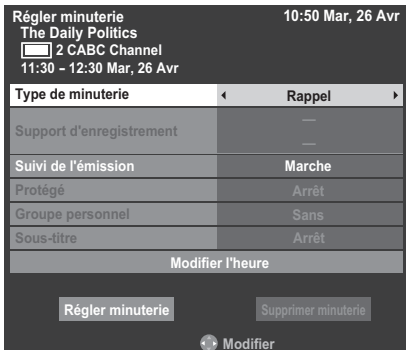 Régler minuterie 10:50 Mar, 26 Avr
The Daily Politics
2 CABC Channel
11:30 - 12:30 Mar, 26 Avr
Type de minuterie Rappel
Support d'enregistrement —
—
Suivi de l'émission Marche
Protégé Arrêt
Groupe personnel Sans
Sous-titre Arrêt
Modifier l'heure
Régler minuterie Supprimer minuterie
Modifier